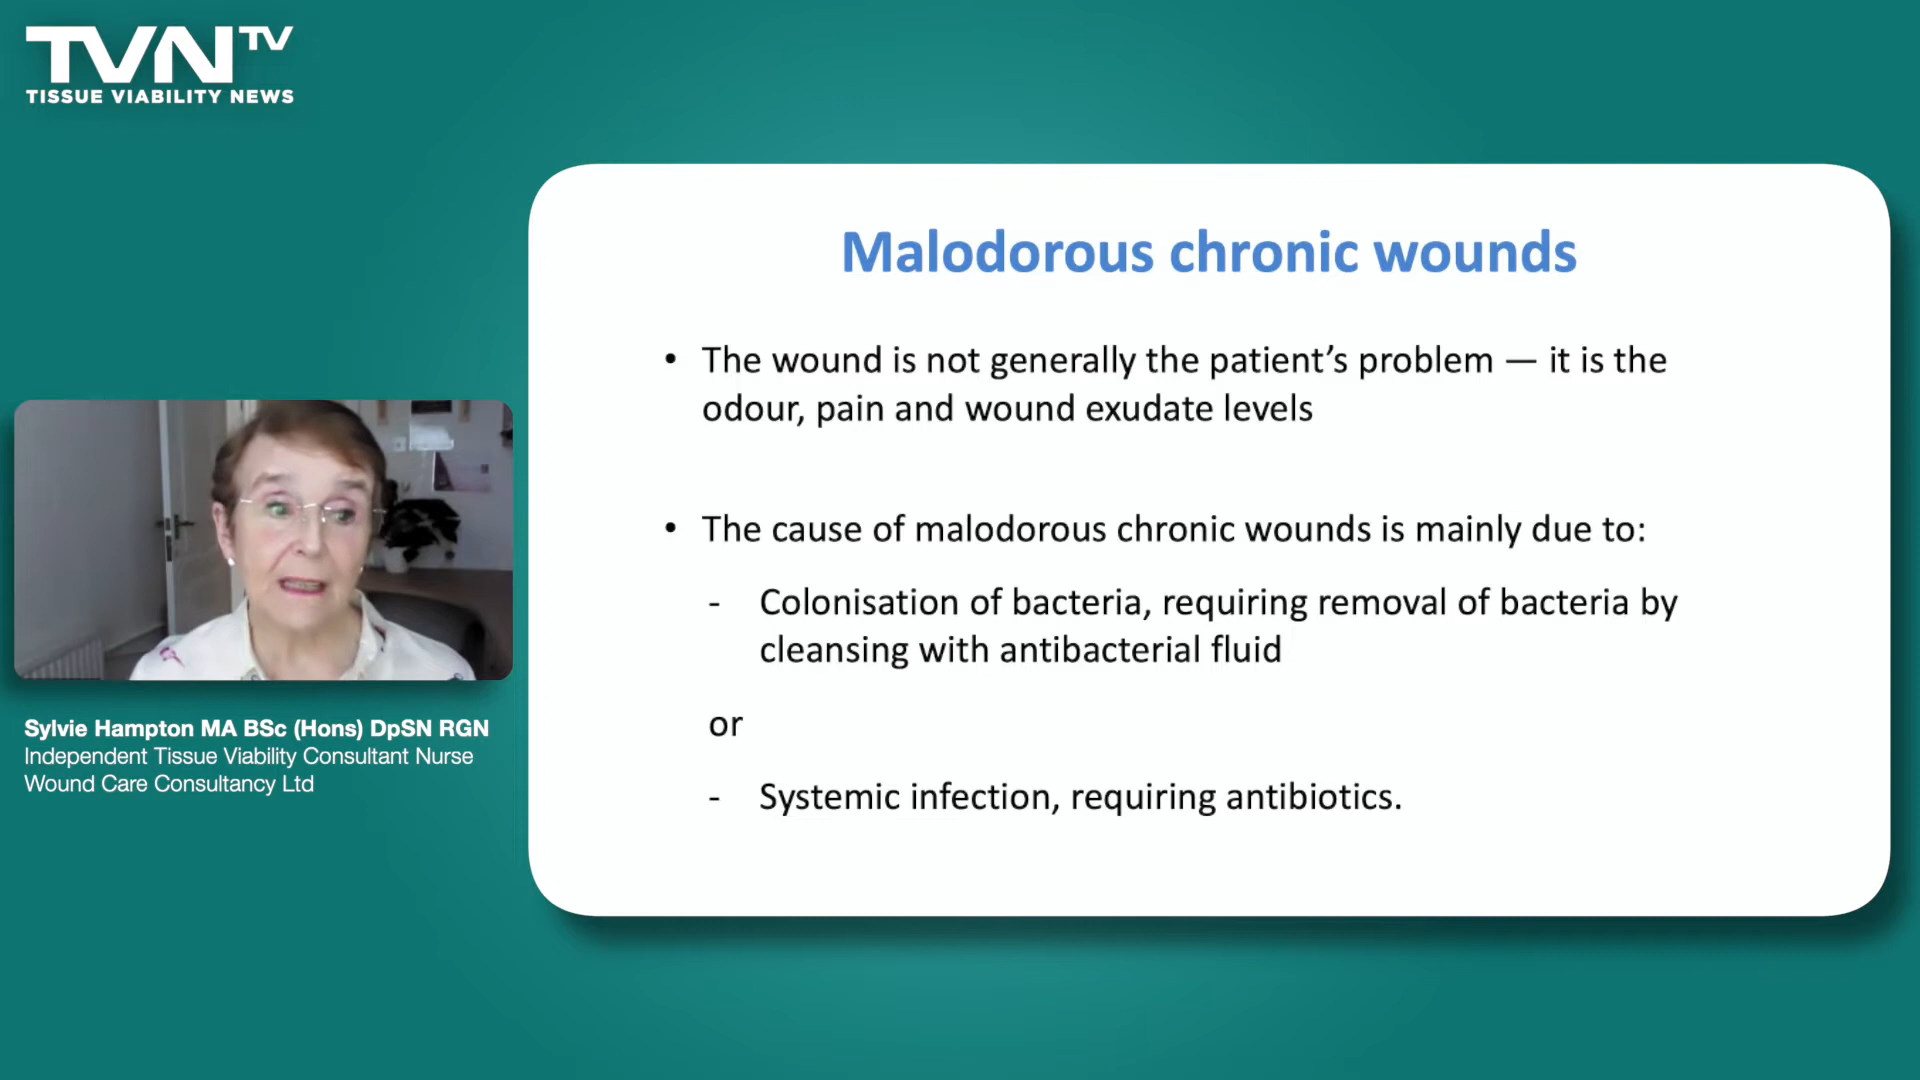 TVN TV
TISSUE VIABILITY NEWS
Malodorous chronic wounds
• The wound is not generally the patient’s problem — it is the
odour, pain and wound exudate levels
• The cause of malodorous chronic wounds is mainly due to:
- Colonisation of bacteria, requiring removal of bacteria by
cleansing with antibacterial fluid
or
- Systemic infection, requiring antibiotics.
Sylvie Hampton MA BSc (Hons) DpSN RGN
Independent Tissue Viability Consultant Nurse
Wound Care Consultancy Ltd